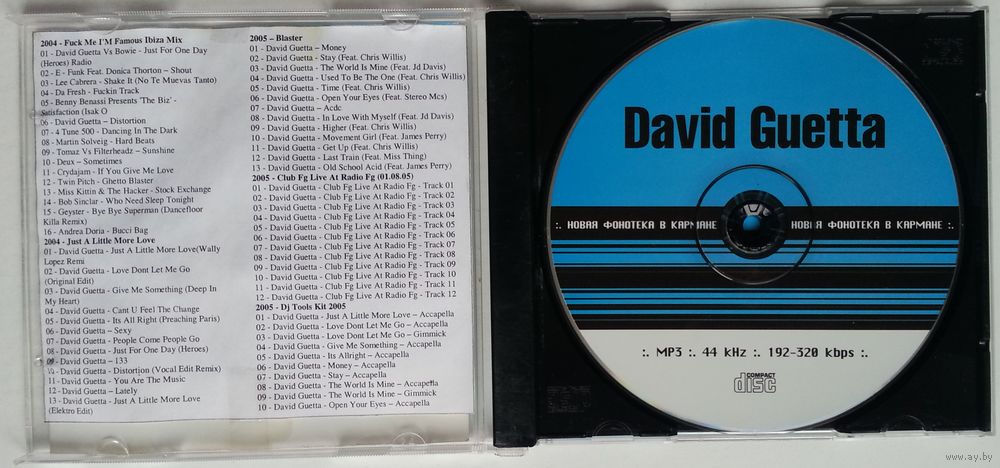 2004 - Fuck Me I'M Famous Ibiza Mix
01 - David Guetta Vs Bowie - Just For One Day
(Heroes) Radio
02 - E - Funk Feat. Donica Thorton – Shout
03 - Lee Cabrera - Shake It (No Te Muevas Tanto)
04 - Da Fresh - Fuckin Track
05 - Benny Benassi Presents 'The Biz' -
Satisfaction (Isak O
06 - David Guetta – Distortion
07 - 4 Tune 500 - Dancing In The Dark
08 - Martin Solveig - Hard Beats
09 - Tomaz Vs Filterheadz – Sunshine
10 - Deux – Sometimes
11 - Crydajam - If You Give Me Love
12 - Twin Pitch - Ghetto Blaster
13 - Miss Kittin & The Hacker - Stock Exchange
14 - Bob Sinclar - Who Need Sleep Tonight
15 - Geyster - Bye Bye Superman (Dancefloor
Killa Remix)
16 - Andrea Doria - Bucci Bag
2004 - Just A Little More Love
01 - David Guetta - Just A Little More Love(Wally
Lopez Remi
02 - David Guetta - Love Dont Let Me Go
(Original Edit)
03 - David Guetta - Give Me Something (Deep In
My Heart)
04 - David Guetta - Cant U Feel The Change
05 - David Guetta - Its All Right (Preaching Paris)
06 - David Guetta – Sexy
07 - David Guetta - People Come People Go
08 - David Guetta - Just For One Day (Heroes)
09 - David Guetta – 133
- David Guetta - Distortion (Vocal Edit Remix)
11 - David Guetta - You Are The Music
12 - David Guetta – Lately
13 - David Guetta - Just A Little More Love
(Elektro Edit)
2005 – Blaster
01 - David Guetta – Money
02 - David Guetta - Stay (Feat. Chris Willis)
03 - David Guetta - The World Is Mine (Feat. Jd Davis)
04 - David Guetta - Used To Be The One (Feat. Chris Willis)
05 - David Guetta - Time (Feat. Chris Willis)
06 - David Guetta - Open Your Eyes (Feat. Stereo Mcs)
07 - David Guetta – Acdc
08 - David Guetta - In Love With Myself (Feat. Jd Davis)
09 - David Guetta - Higher (Feat. Chris Willis)
10 - David Guetta - Movement Girl (Feat. James Perry)
11 - David Guetta - Get Up (Feat. Chris Willis)
12 - David Guetta - Last Train (Feat. Miss Thing)
13 - David Guetta - Old School Acid (Feat. James Perry)
2005 - Club Fg Live At Radio Fg (01.08.05)
01 - David Guetta - Club Fg Live At Radio Fg - Track 01
02 - David Guetta - Club Fg Live At Radio Fg - Track 02
03 - David Guetta - Club Fg Live At Radio Fg - Track 03
04 - David Guetta - Club Fg Live At Radio Fg - Track 04
05 - David Guetta - Club Fg Live At Radio Fg - Track 05
06 - David Guetta - Club Fg Live At Radio Fg - Track 06
07 - David Guetta - Club Fg Live At Radio Fg - Track 07
08 - David Guetta - Club Fg Live At Radio Fg - Track 08
09 - David Guetta - Club Fg Live At Radio Fg - Track 09
10 - David Guetta - Club Fg Live At Radio Fg - Track 10
11 - David Guetta - Club Fg Live At Radio Fg - Track 11
12 - David Guetta - Club Fg Live At Radio Fg - Track 12
2005 - Dj Tools Kit 2005
01 - David Guetta - Just A Little More Love – Acapella
02 - David Guetta - Love Dont Let Me Go – Accapella
03 - David Guetta - Love Dont Let Me Go – Gimmick
04 - David Guetta - Give Me Something – Acapella
05 - David Guetta - Its Allright – Acapella
06 - David Guetta - Money – Acapella
07 - David Guetta - Stay – Acapella
08 - David Guetta - The World Is Mine – Acapella
09 - David Guetta - The World Is Mine – Gimmick
10 - David Guetta - Open Your Eyes – Acapella
David Guetta
:. НОВАЯ ФОНОТЕКА В КАРМАНЕ НОВАЯ ФОНОТЕКА В КАРМАНЕ :.
:. MP3 :. 44 kHz :. 192-320 kbps :.
COMPACT
disc
www.ay.by